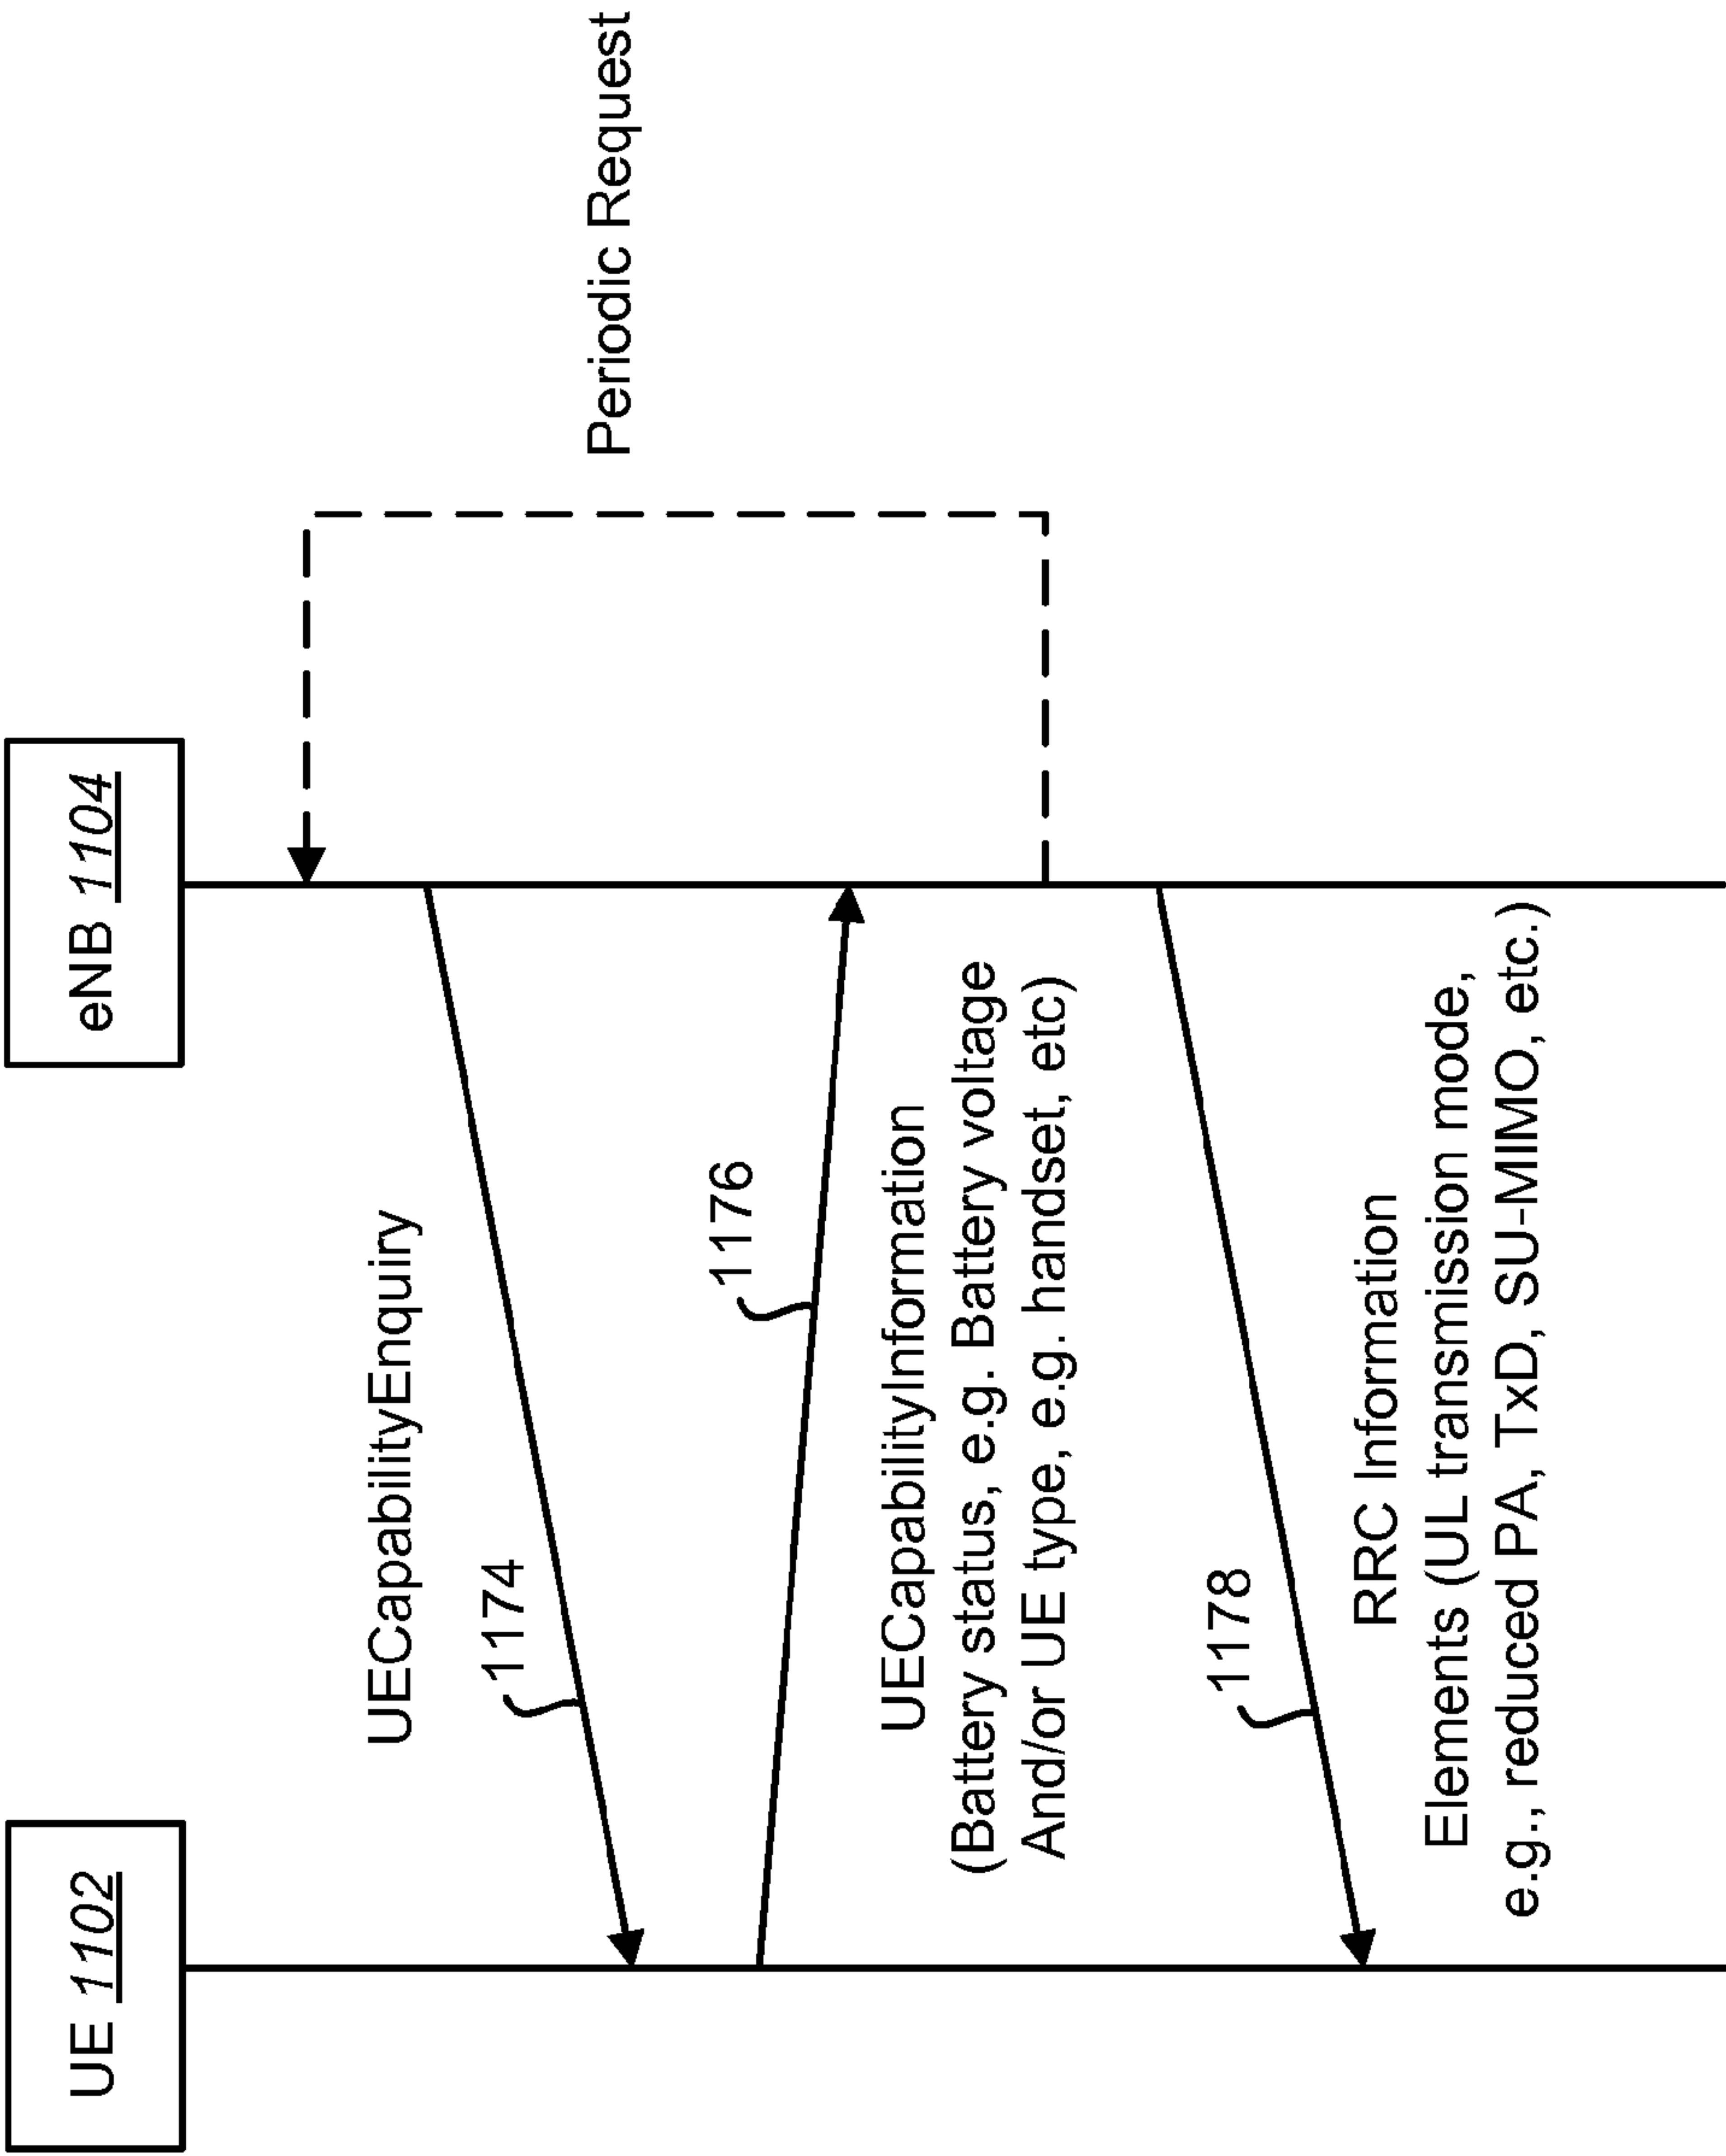 UE 1102
eNB 1104
UECapabilityEnquiry
1174
Periodic Request
1176
UECapabilityInformation
(Battery status, e.g. Battery voltage
And/or UE type, e.g. handset, etc)
1178
RRC Information
Elements (UL transmission mode,
e.g., reduced PA, TxD, SU-MIMO, etc.)